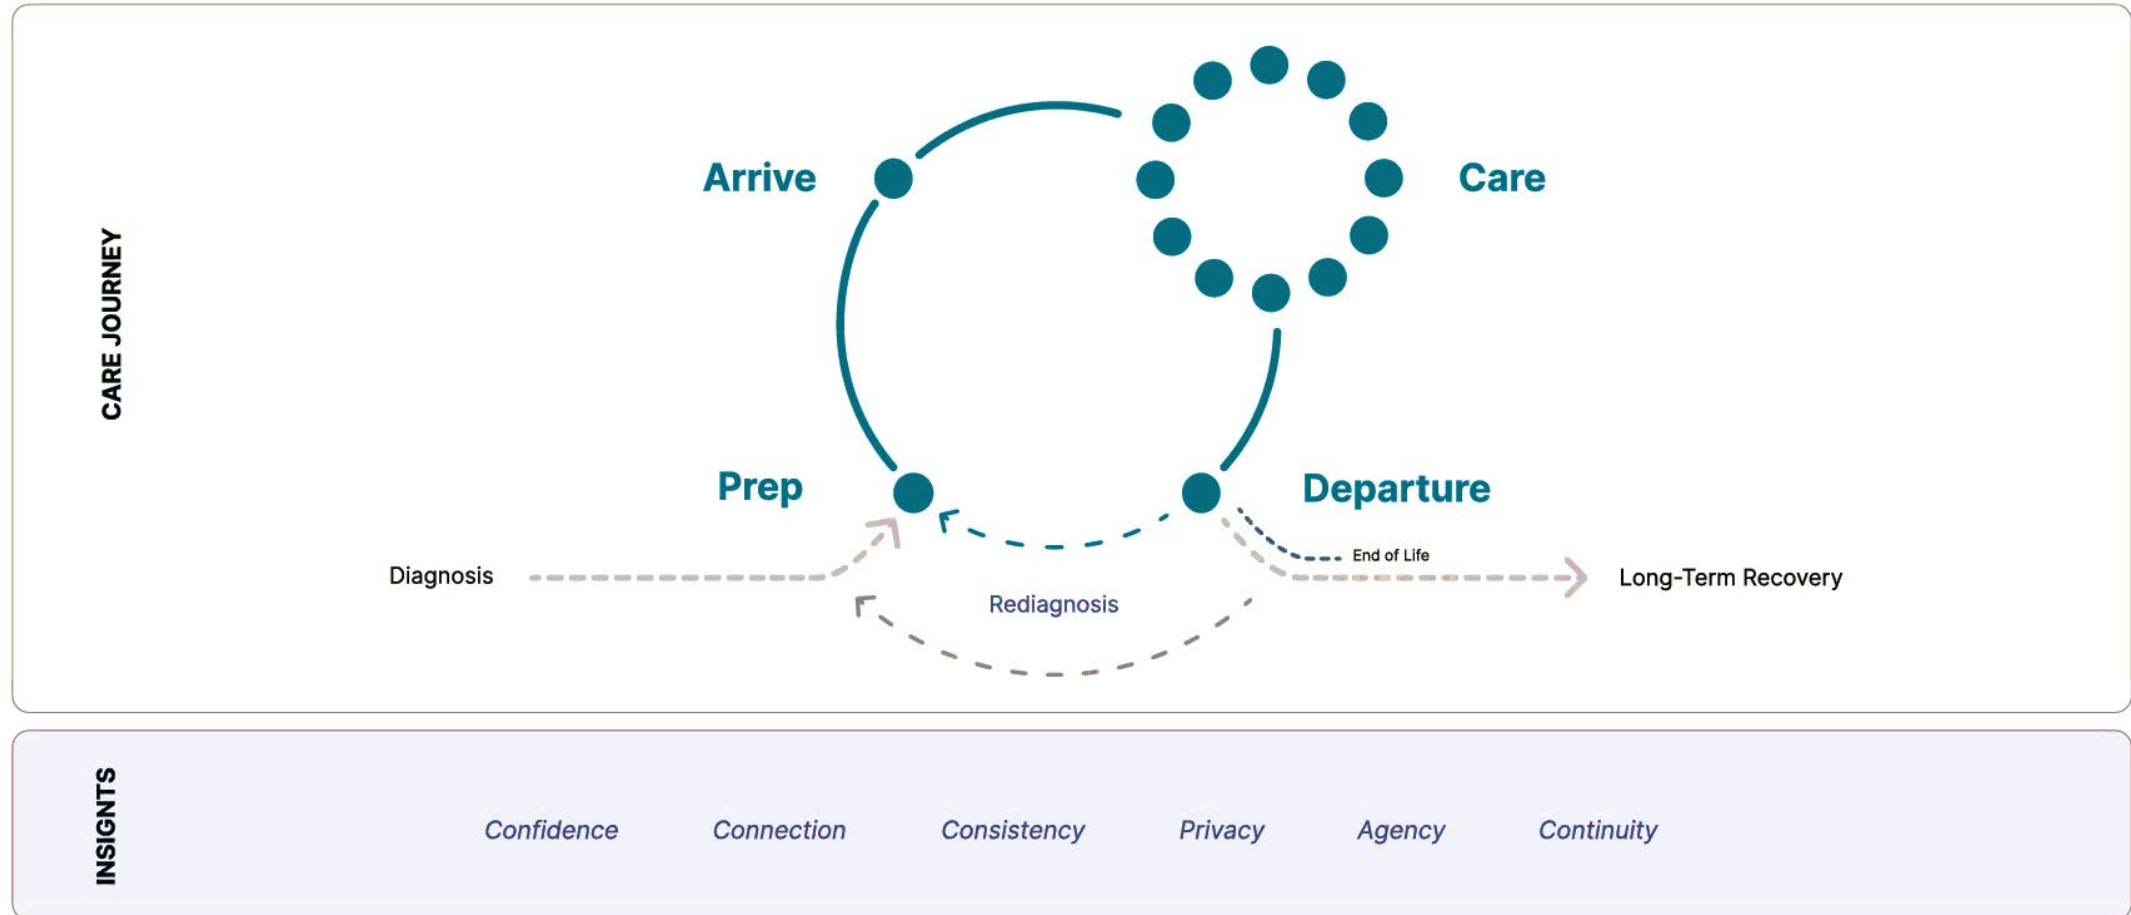 CARE JOURNEY
Arrive
Care
Prep
Departure
End of Life
Diagnosis
Long-Term Recovery
Rediagnosis
INSIGNTS
Confidence
Connection
Consistency
Privacy
Agency
Continuity